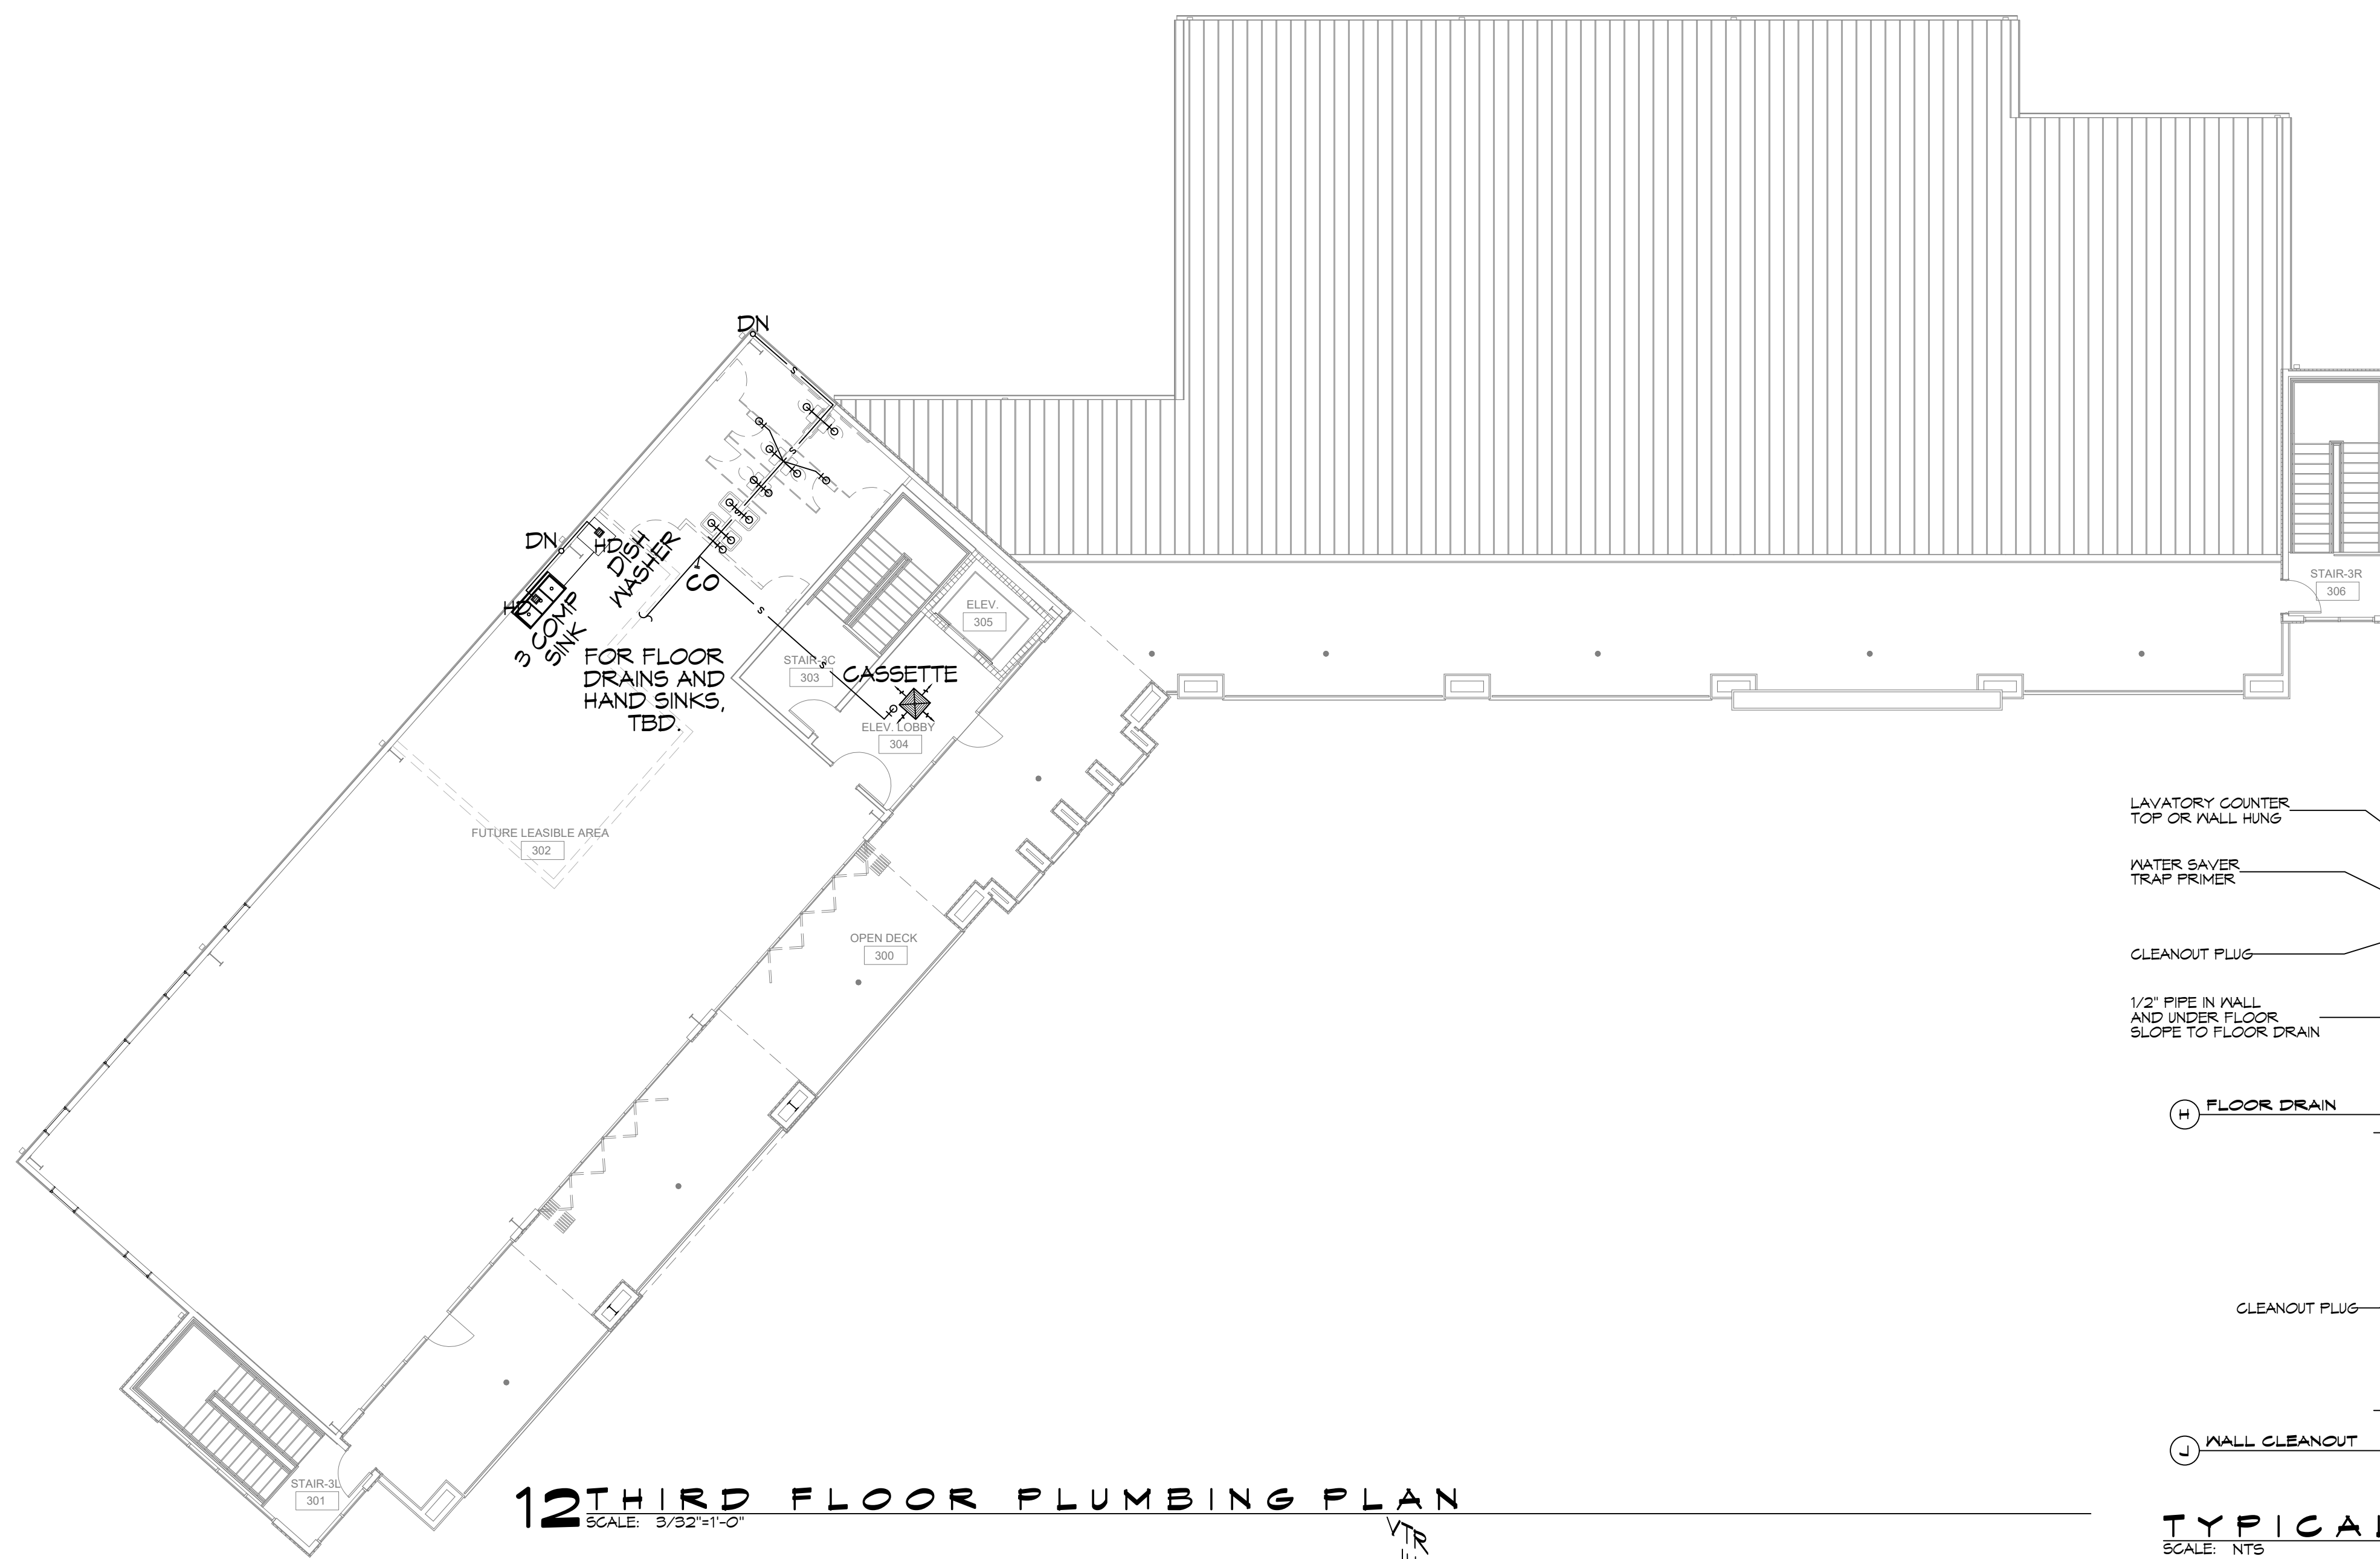 DN
S
S
S
DN
HD
DISH
WASHER
CO
HD
3 COMP
SINK
S
S
FOR FLOOR
DRAINS AND
HAND SINKS,
TBD.
ELEV.
305
STAIR-3C
303
CASSETTE
ELEV. LOBBY
304
STAIR-3R
306
FUTURE LEASIBLE AREA
302
OPEN DECK
300
STAIR-3L
301
LAVATORY COUNTER
TOP OR WALL HUNG
WATER SAVER
TRAP PRIMER
CLEANOUT PLUG
1/2" PIPE IN WALL
AND UNDER FLOOR
SLOPE TO FLOOR DRAIN
H FLOOR DRAIN
CLEANOUT PLUG
J WALL CLEANOUT
12 THIRD FLOOR PLUMBING PLAN
SCALE: 3/32"=1'-0"
VTR
TYPICAL
SCALE: NTS